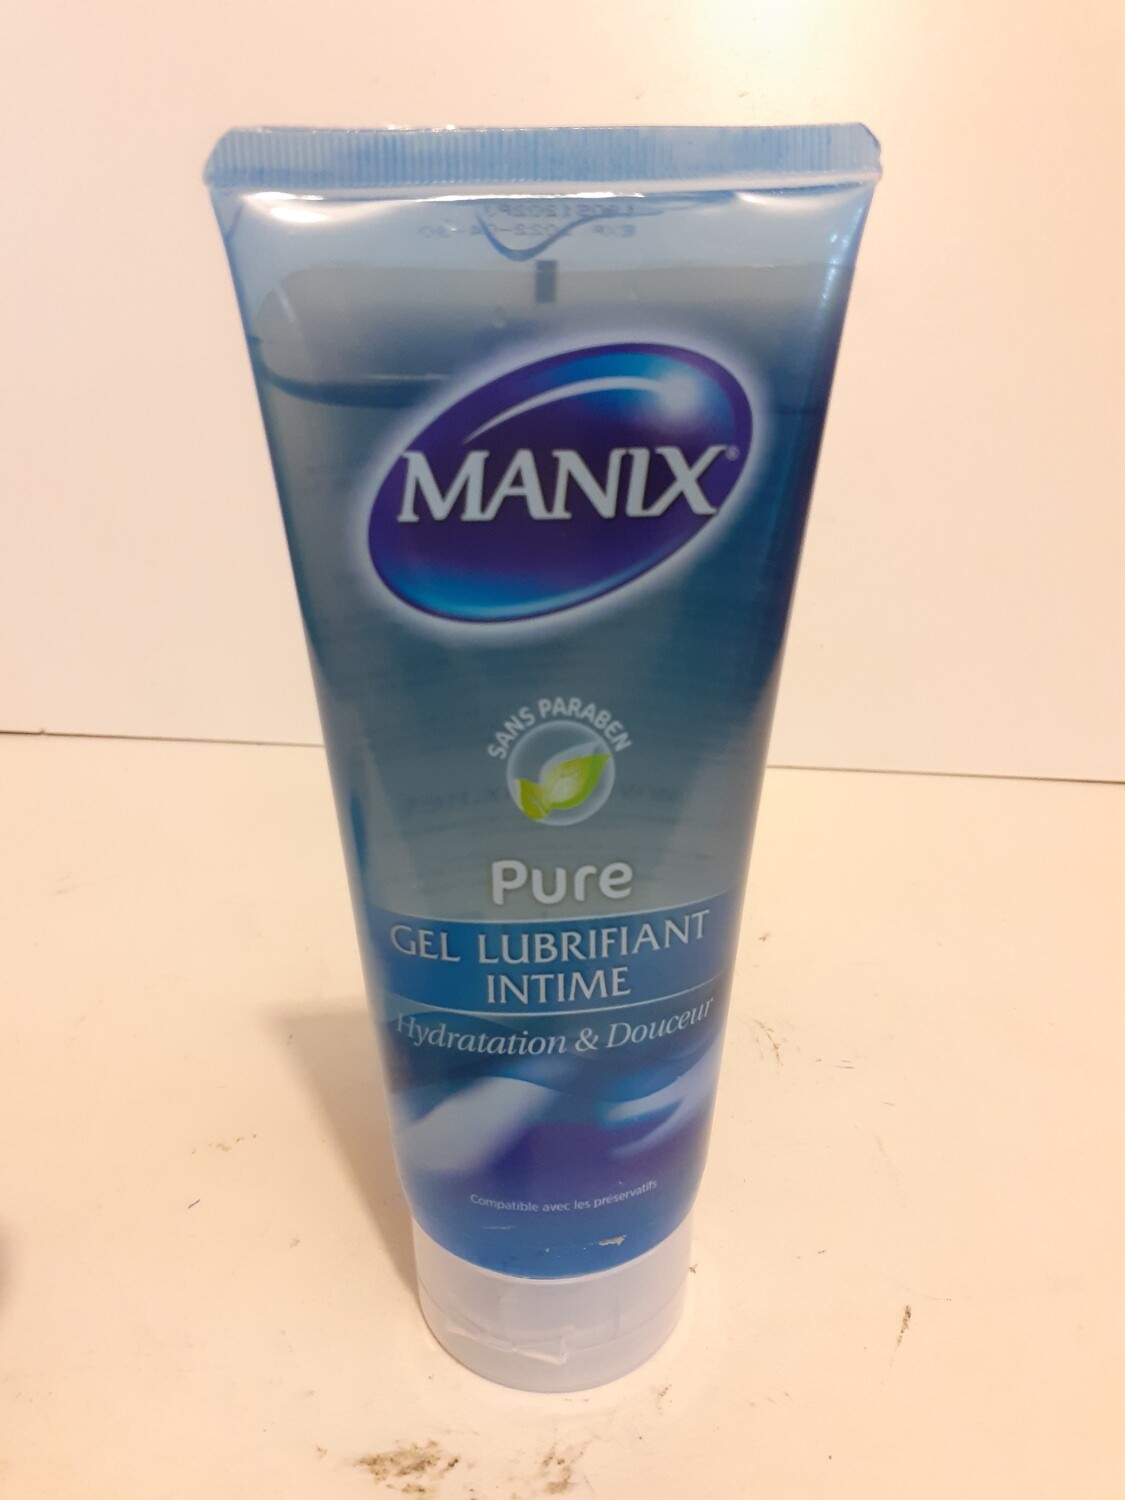 MANIX®
SANS PARABEN
Pure
GEL LUBRIFIANT
INTIME
Hydratation & Douceur
Compatible avec les préservatifs